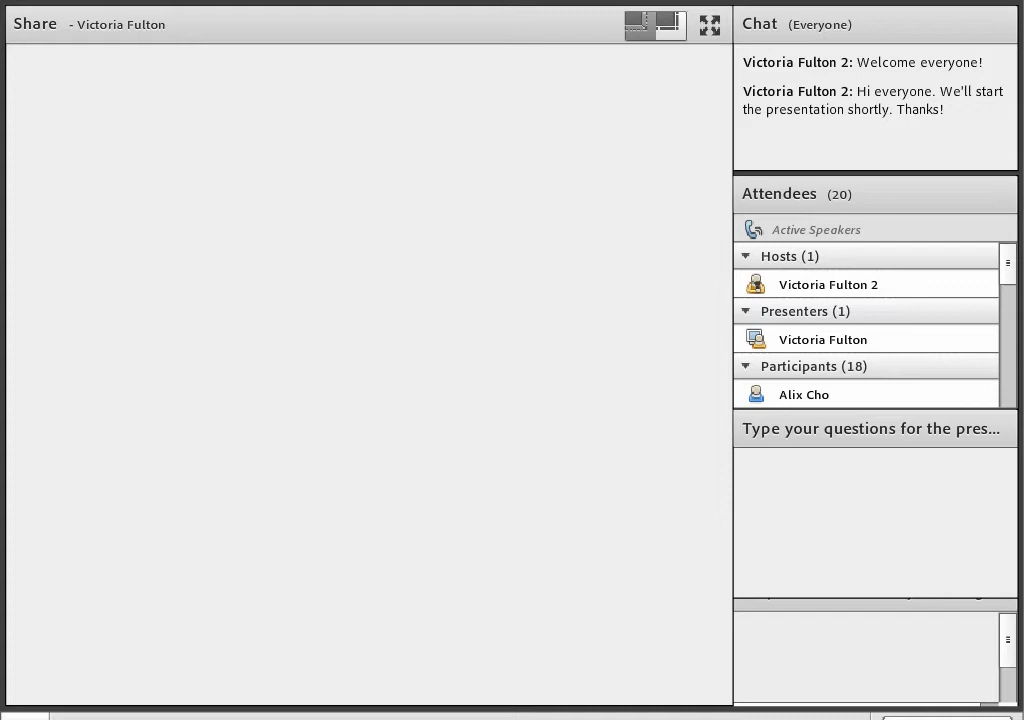 Share - Victoria Fulton
Chat (Everyone)
Victoria Fulton 2: Welcome everyone!
Victoria Fulton 2: Hi everyone. We'll start
the presentation shortly. Thanks!
Attendees (20)
Active Speakers
Hosts (1)
Victoria Fulton 2
Presenters (1)
Victoria Fulton
Participants (18)
Alix Cho
Type your questions for the pres...